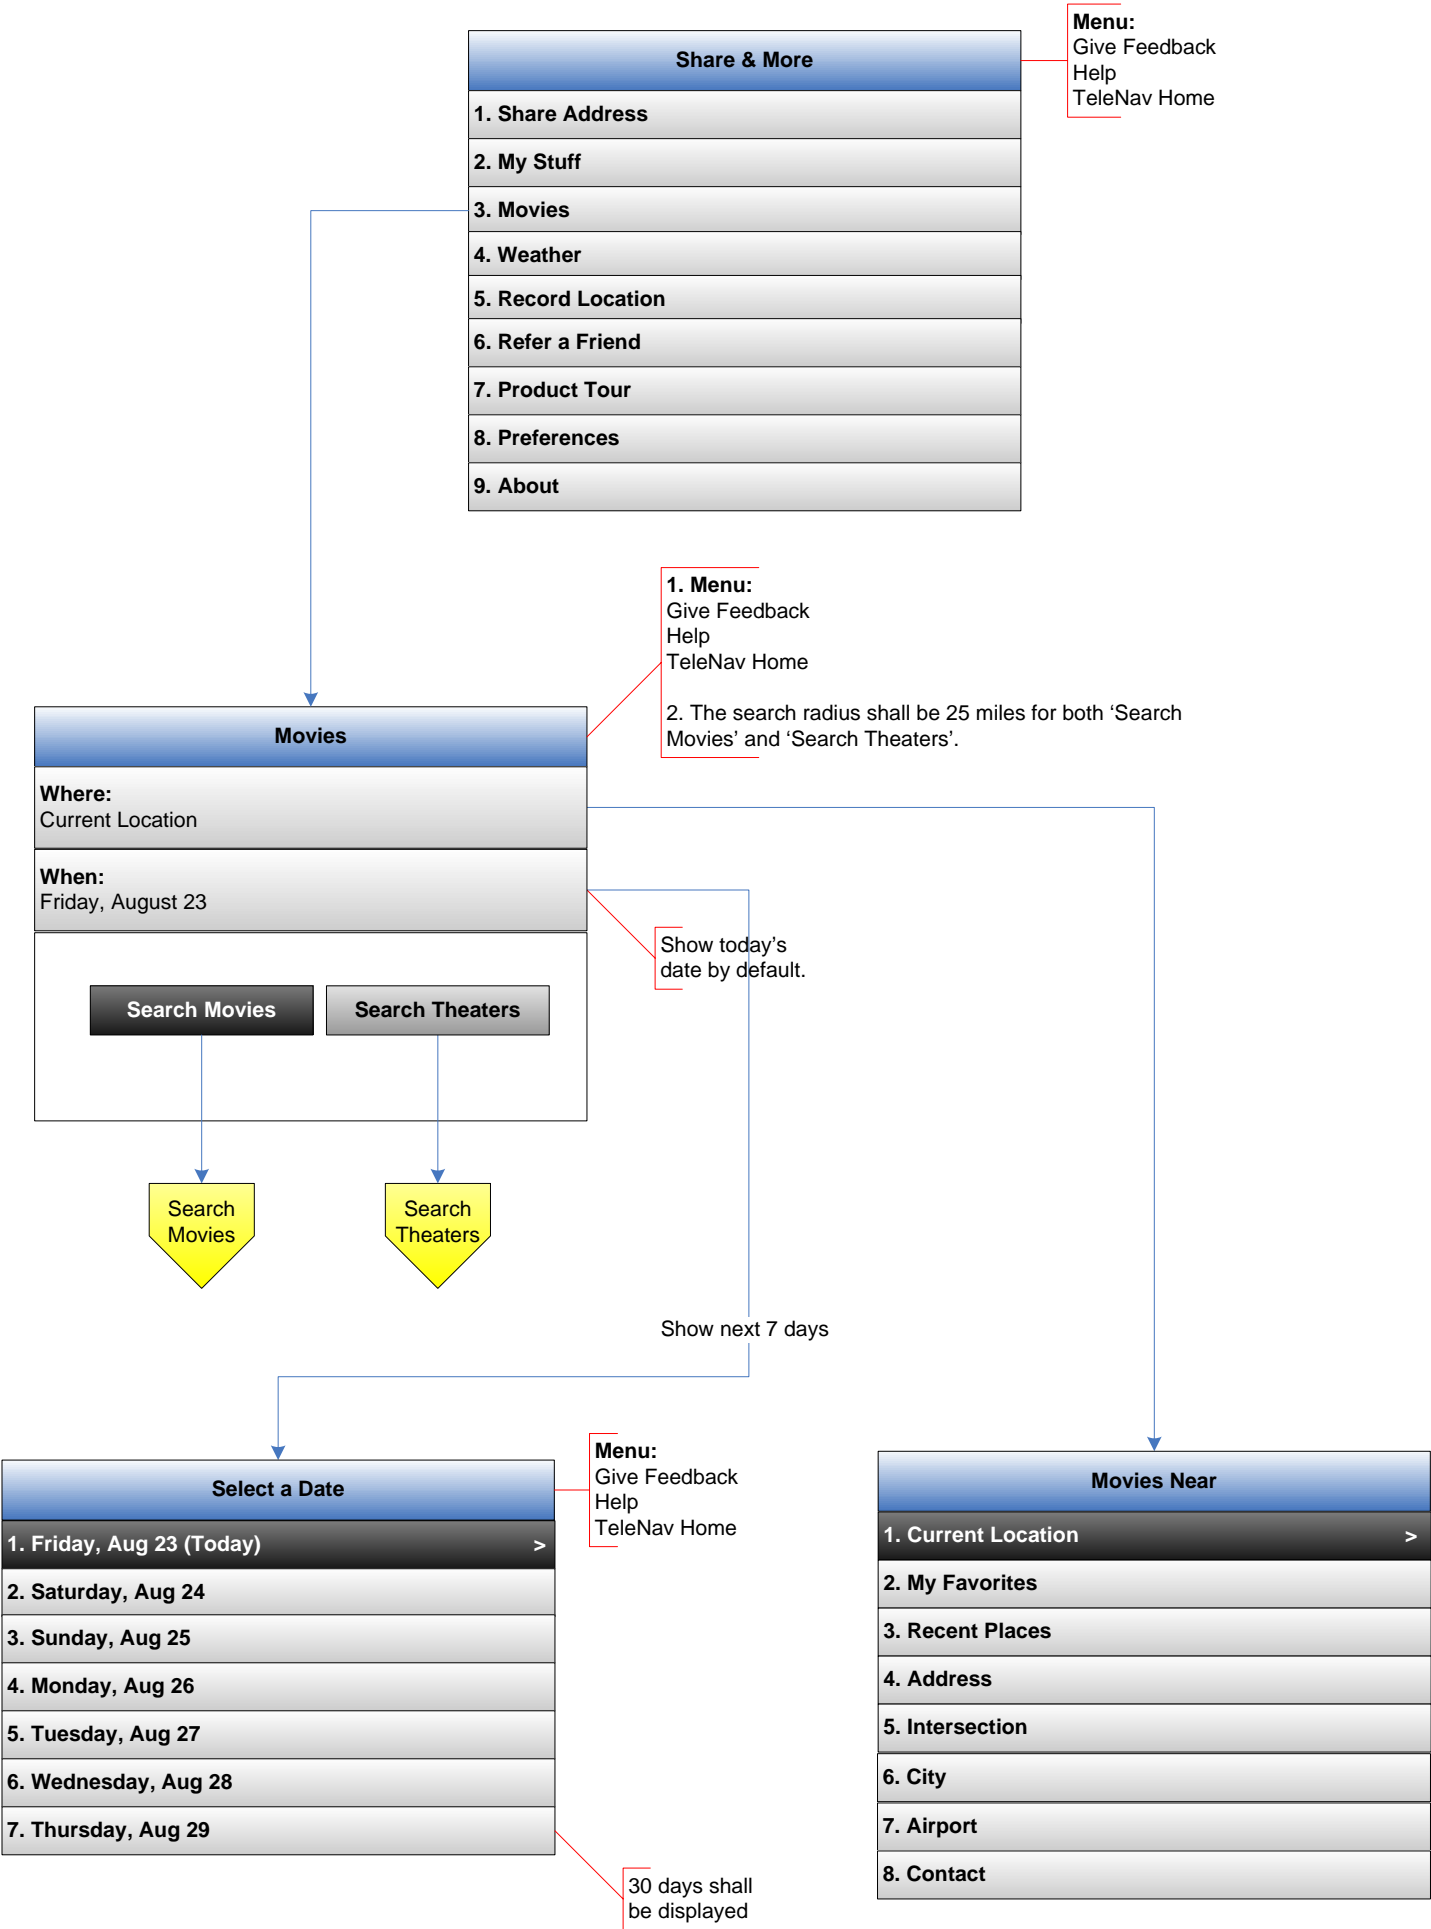 Menu:
Give Feedback
Help
TeleNav Home
Share & More
1. Share Address
2. My Stuff
3. Movies
4. Weather
5. Record Location
6. Refer a Friend
7. Product Tour
8. Preferences
9. About
1. Menu:
Give Feedback
Help
TeleNav Home
2. The search radius shall be 25 miles for both ‘Search
Movies’ and ‘Search Theaters’.
Movies
Where:
Current Location
When:
Friday, August 23
Show today’s
date by default.
Search Movies
Search Theaters
Search
Movies
Search
Theaters
Show next 7 days
Menu:
Give Feedback
Help
TeleNav Home
Select a Date
1. Friday, Aug 23 (Today) >
2. Saturday, Aug 24
3. Sunday, Aug 25
4. Monday, Aug 26
5. Tuesday, Aug 27
6. Wednesday, Aug 28
7. Thursday, Aug 29
30 days shall
be displayed
Movies Near
1. Current Location >
2. My Favorites
3. Recent Places
4. Address
5. Intersection
6. City
7. Airport
8. Contact